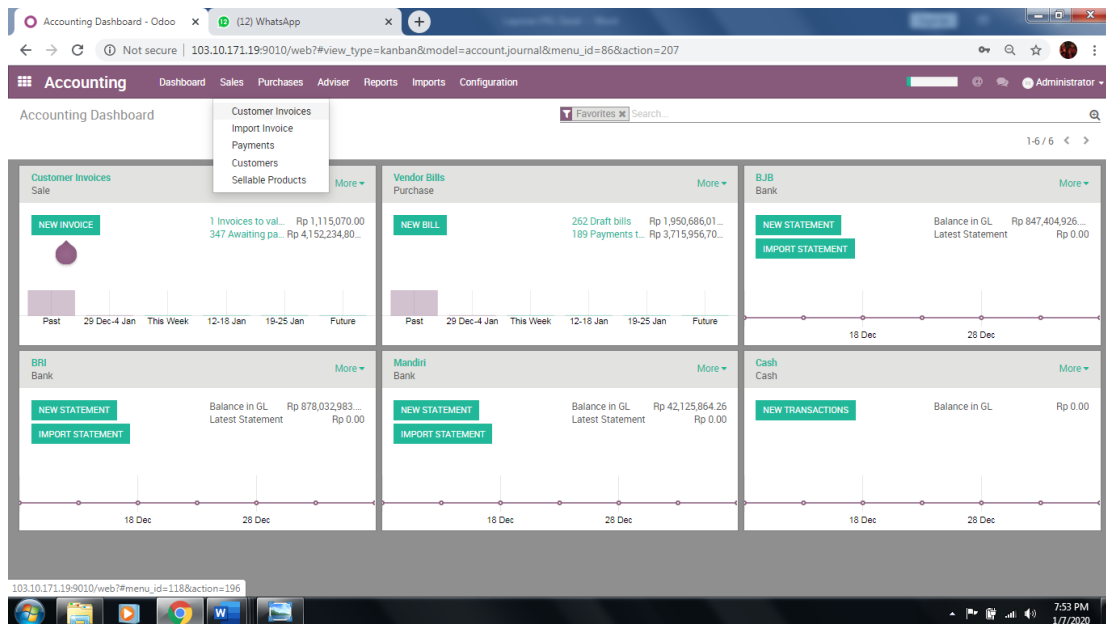 Accounting Dashboard - Odoo
(12) WhatsApp
Not secure | 103.10.171.19:9010/web?#view_type=kanban&model=account.journal&menu_id=86&action=207
Accounting Dashboard Sales Purchases Adviser Reports Imports Configuration
@ Administrator
Accounting Dashboard
Favorites Search...
Customer Invoices
Import Invoice
Payments
Customers
Sellable Products
1-6 / 6
Customer Invoices
Sale
More
NEW INVOICE
1 Invoices to val... Rp 1,115,070.00
347 Awaiting pa... Rp 4,152,234,80...
Past 29 Dec-4 Jan This Week 12-18 Jan 19-25 Jan Future
Vendor Bills
Purchase
More
NEW BILL
262 Draft bills Rp 1,950,686,01...
189 Payments t... Rp 3,715,956,70...
Past 29 Dec-4 Jan This Week 12-18 Jan 19-25 Jan Future
BJB
Bank
More
NEW STATEMENT
IMPORT STATEMENT
Balance in GL Rp 847,404,926....
Latest Statement Rp 0.00
18 Dec 28 Dec
BRI
Bank
More
NEW STATEMENT
IMPORT STATEMENT
Balance in GL Rp 878,032,983....
Latest Statement Rp 0.00
18 Dec 28 Dec
Mandiri
Bank
More
NEW STATEMENT
IMPORT STATEMENT
Balance in GL Rp 42,125,864.26
Latest Statement Rp 0.00
18 Dec 28 Dec
Cash
Cash
More
NEW TRANSACTIONS
Balance in GL Rp 0.00
18 Dec 28 Dec
103.10.171.19:9010/web?#menu_id=118&action=196
7:53 PM
1/7/2020